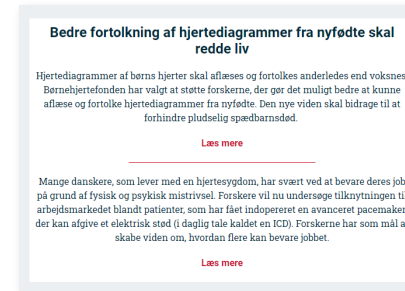 Bedre fortolkning af hjertediagrammer fra nyfødte skal
redde liv
Hjertediagrammer af børns hjerter skal aflæses og fortolkes anderledes end voksnes
Børnehjertefonden har valgt at støtte forskerne, der gør det muligt bedre at kunne
aflæse og fortolke hjertediagrammer fra nyfødte. Den nye viden skal bidrage til at
forhindre pludselig spædbarnsdød.
Læs mere
Mange danskere, som lever med en hjertesygdom, har svært ved at bevare deres job
på grund af fysisk og psykisk mistrivsel. Forskere vil nu undersøge tilknytningen til
arbejdsmarkedet blandt patienter, som har fået indopereret en avanceret pacemaker
der kan afgive et elektrisk stød (i daglig tale kaldet en ICD). Forskerne har som mål a
skabe viden om, hvordan flere kan bevare jobbet.
Læs mere